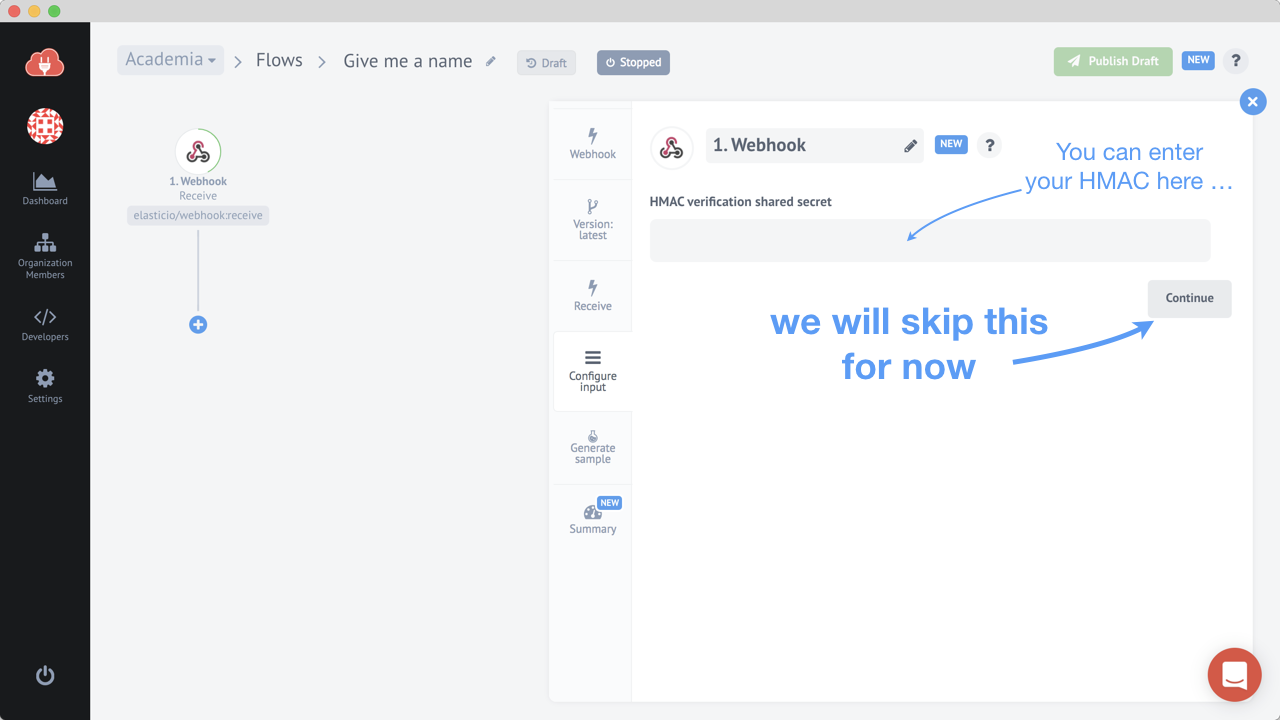 Academia
Flows
Give me a name
Draft
Stopped
Publish Draft
NEW
?
Dashboard
Organization
Members
Developers
Settings
1. Webhook
Receive
elasticio/webhook:receive
Webhook
Version:
latest
Receive
Configure
input
Generate
sample
NEW
Summary
1. Webhook
NEW
?
You can enter
your HMAC here ...
HMAC verification shared secret
Continue
we will skip this
for now